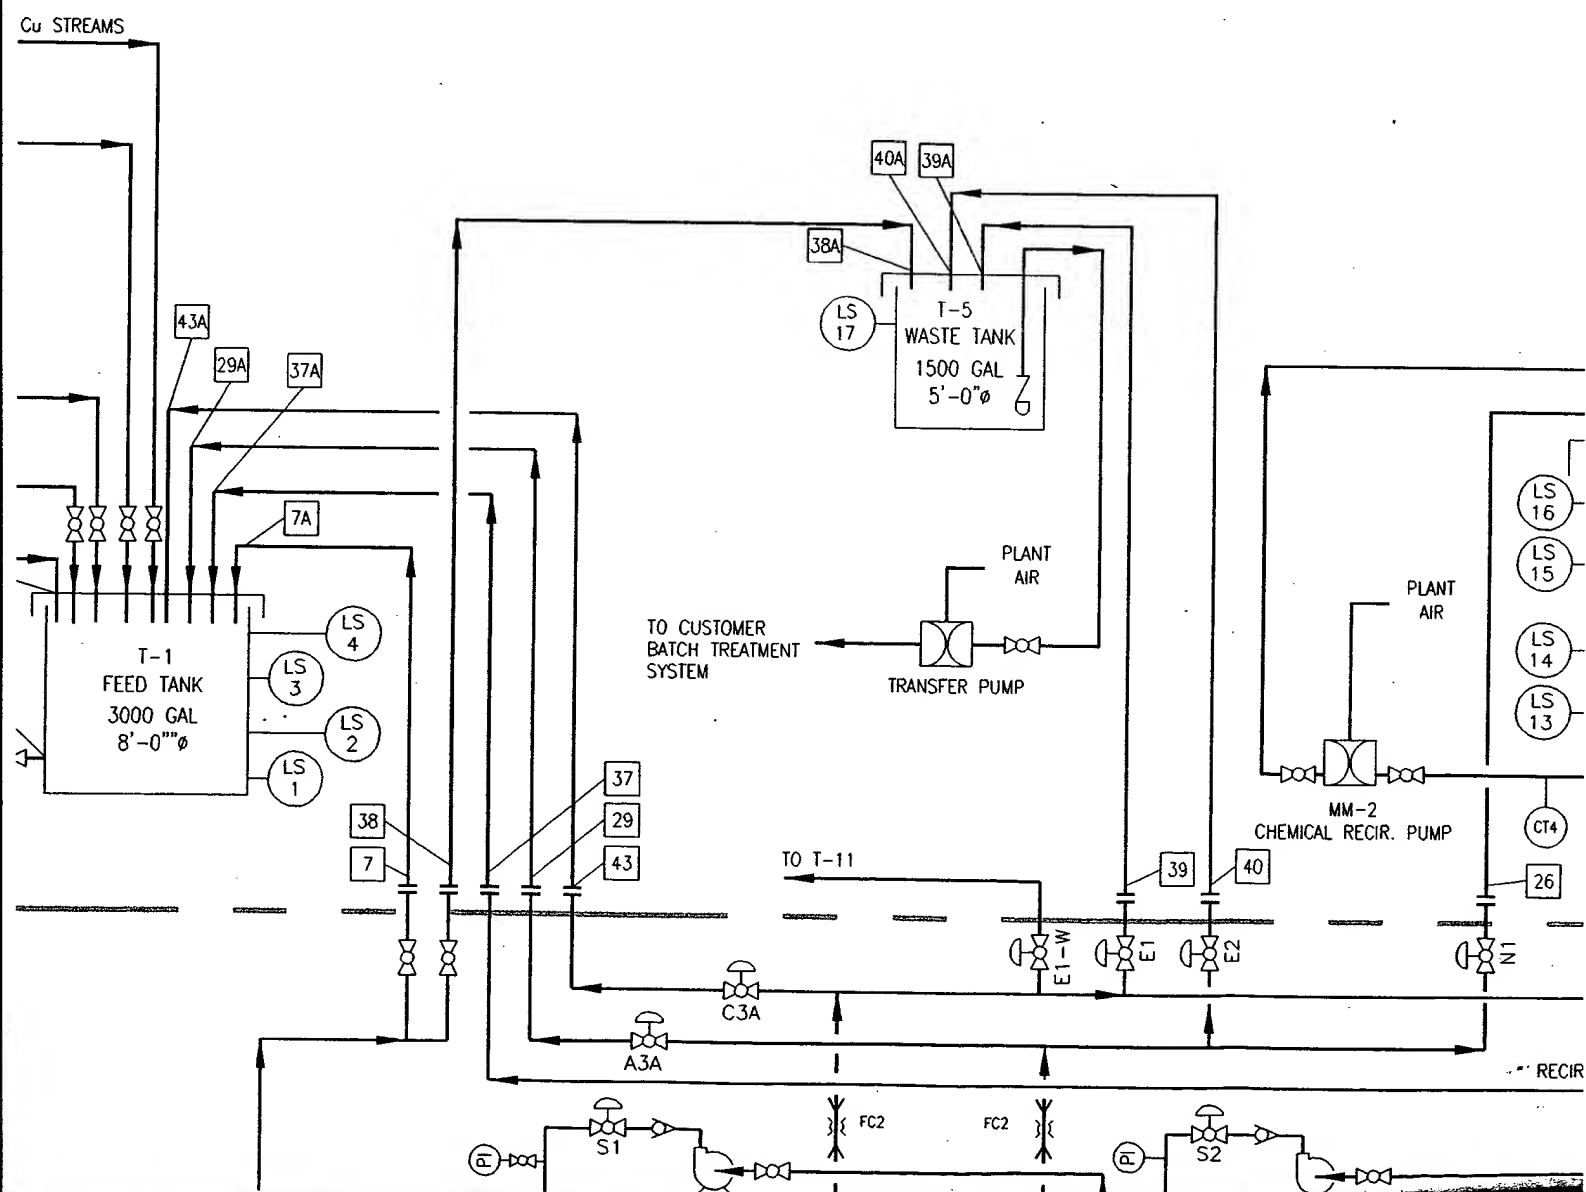 Cu STREAMS
40A
39A
38A
LS
17
T-5
WASTE TANK
1500 GAL
5'-0"ø
43A
29A
37A
7A
LS
16
LS
15
LS
14
LS
13
PLANT
AIR
PLANT
AIR
TO CUSTOMER
BATCH TREATMENT
SYSTEM
TRANSFER PUMP
T-1
FEED TANK
3000 GAL
8'-0""ø
LS
4
LS
3
LS
2
LS
1
MM-2
CHEMICAL RECIR. PUMP
CT4
37
38
29
7
43
TO T-11
39
40
26
E1-W
E1
E2
N1
C3A
A3A
RECIR
FC2
FC2
S1
S2
PI
PI